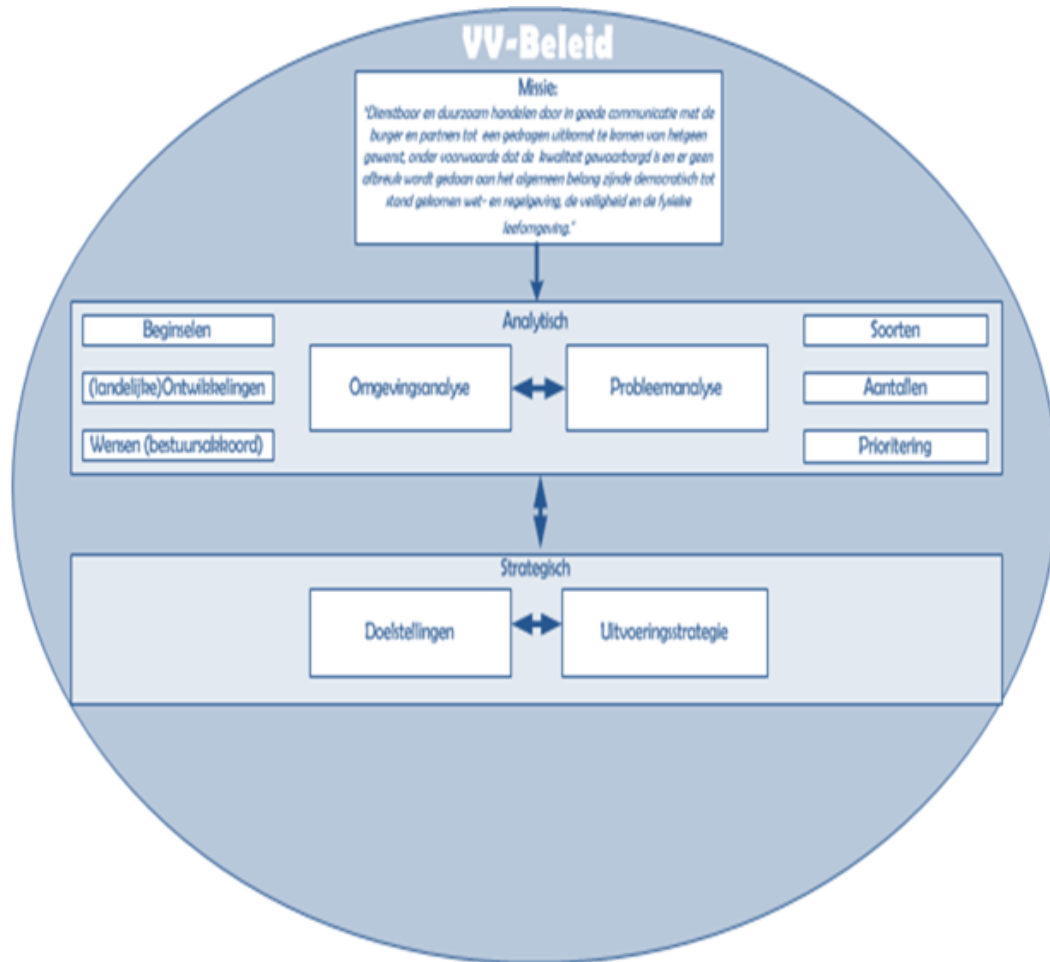 VV-Beleid
Missie:
"Dienstbaar en duurzaam handelen door in goede communicatie met de
burger en partners tot een gedragen uitkomst te komen van hetgeen
gewenst, onder voorwaarde dat de kwaliteit gewaarborgd is en er geen
afbreuk wordt gedaan aan het algemeen belang zijnde democratisch tot
stand gekomen wet- en regelgeving, de veiligheid en de fysieke
leefomgeving."
Analytisch
Beginselen
(landelijke)Ontwikkelingen
Wensen (bestuursakkoord)
Omgevingsanalyse
Probleemanalyse
Soorten
Aantallen
Prioritering
Strategisch
Doelstellingen
Uitvoeringsstrategie